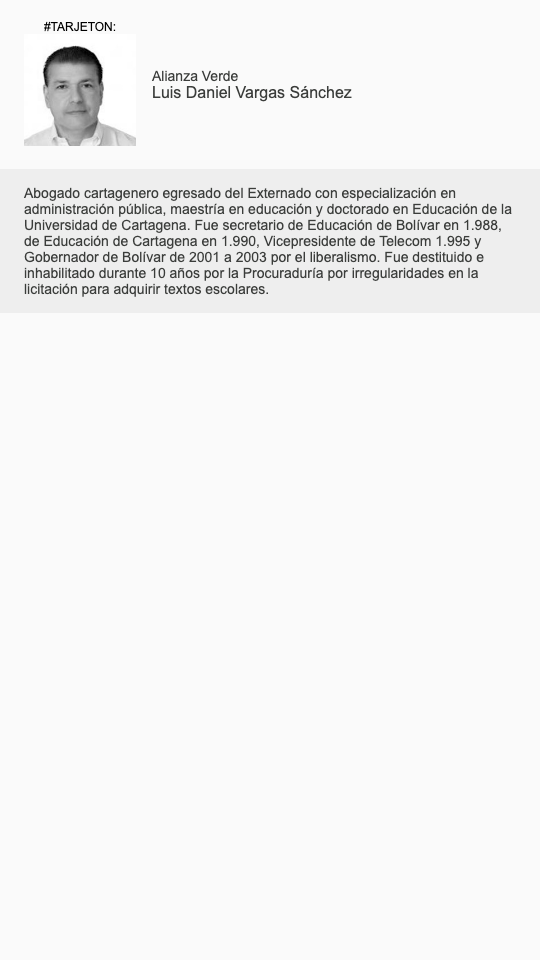 #TARJETON:
Alianza Verde
Luis Daniel Vargas Sánchez
Abogado cartagenero egresado del Externado con especialización en
administración pública, maestría en educación y doctorado en Educación de la
Universidad de Cartagena. Fue secretario de Educación de Bolívar en 1.988,
de Educación de Cartagena en 1.990, Vicepresidente de Telecom 1.995 y
Gobernador de Bolívar de 2001 a 2003 por el liberalismo. Fue destituido e
inhabilitado durante 10 años por la Procuraduría por irregularidades en la
licitación para adquirir textos escolares.